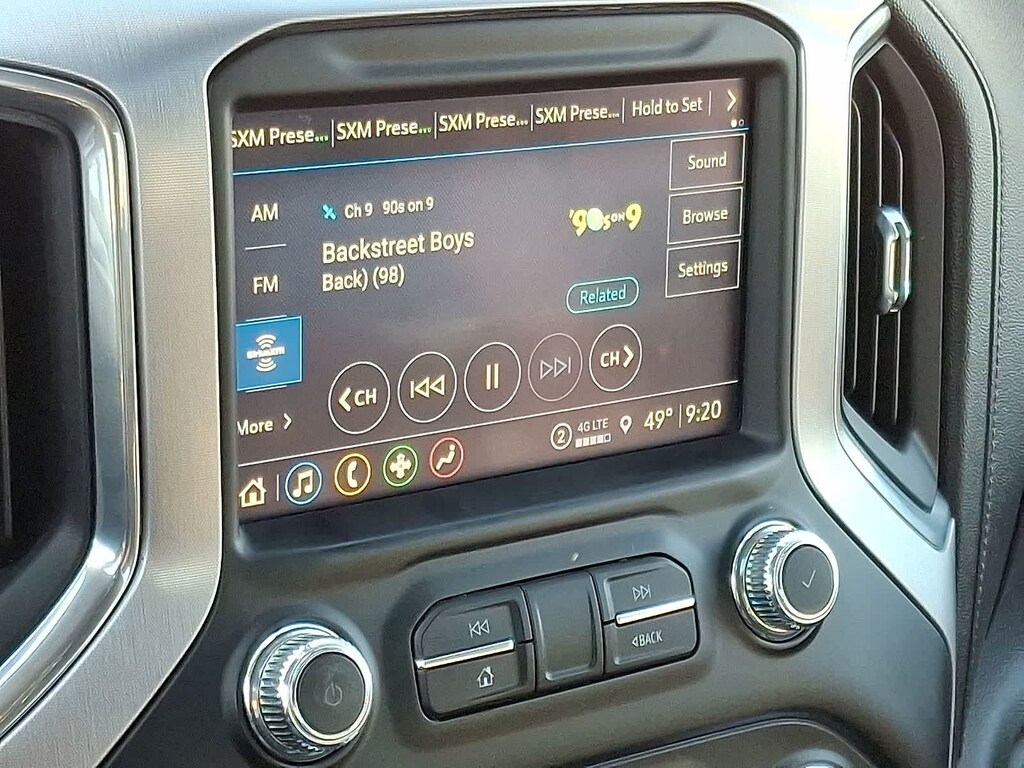 SXM Prese... SXM Prese... SXM Prese... SXM Prese... Hold to Set
AM
Ch 9 90s on 9
'90s ON 9
Sound
Backstreet Boys
Browse
FM
Back) (98)
Related
Settings
siriusxm
CH
CH
More
2 4G LTE 49° 9:20
BACK